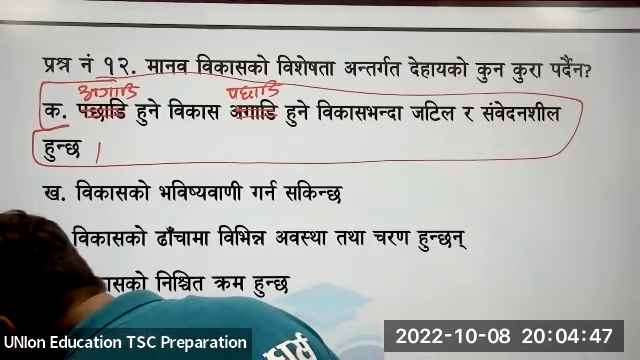 प्रश्न नं १२. मानव विकासको विशेषता अन्तर्गत देहायको कुन कुरा पर्दैन?
अगाडि पछाडि
क. पछाडि हुने विकास अगाडि हुने विकासभन्दा जटिल र संवेदनशील
हुन्छ ।
ख. विकासको भविष्यवाणी गर्न सकिन्छ
विकासको ढाँचामा विभिन्न अवस्था तथा चरण हुन्छन्
ासको निश्चित क्रम हुन्छ
UNIon Education TSC Preparation
2022-10-08 20:04:47